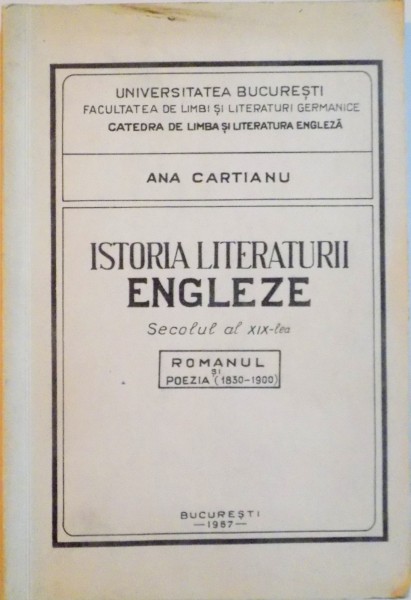 UNIVERSITATEA BUCUREȘTI
FACULTATEA DE LIMBI ȘI LITERATURI GERMANICE
CATEDRA DE LIMBA ȘI LITERATURA ENGLEZĂ
ANA CARTIANU
ISTORIA LITERATURII
ENGLEZE
Secolul al XIX-lea
ROMANUL
ȘI
POEZIA (1830-1900)
BUCUREȘTI
—1967—